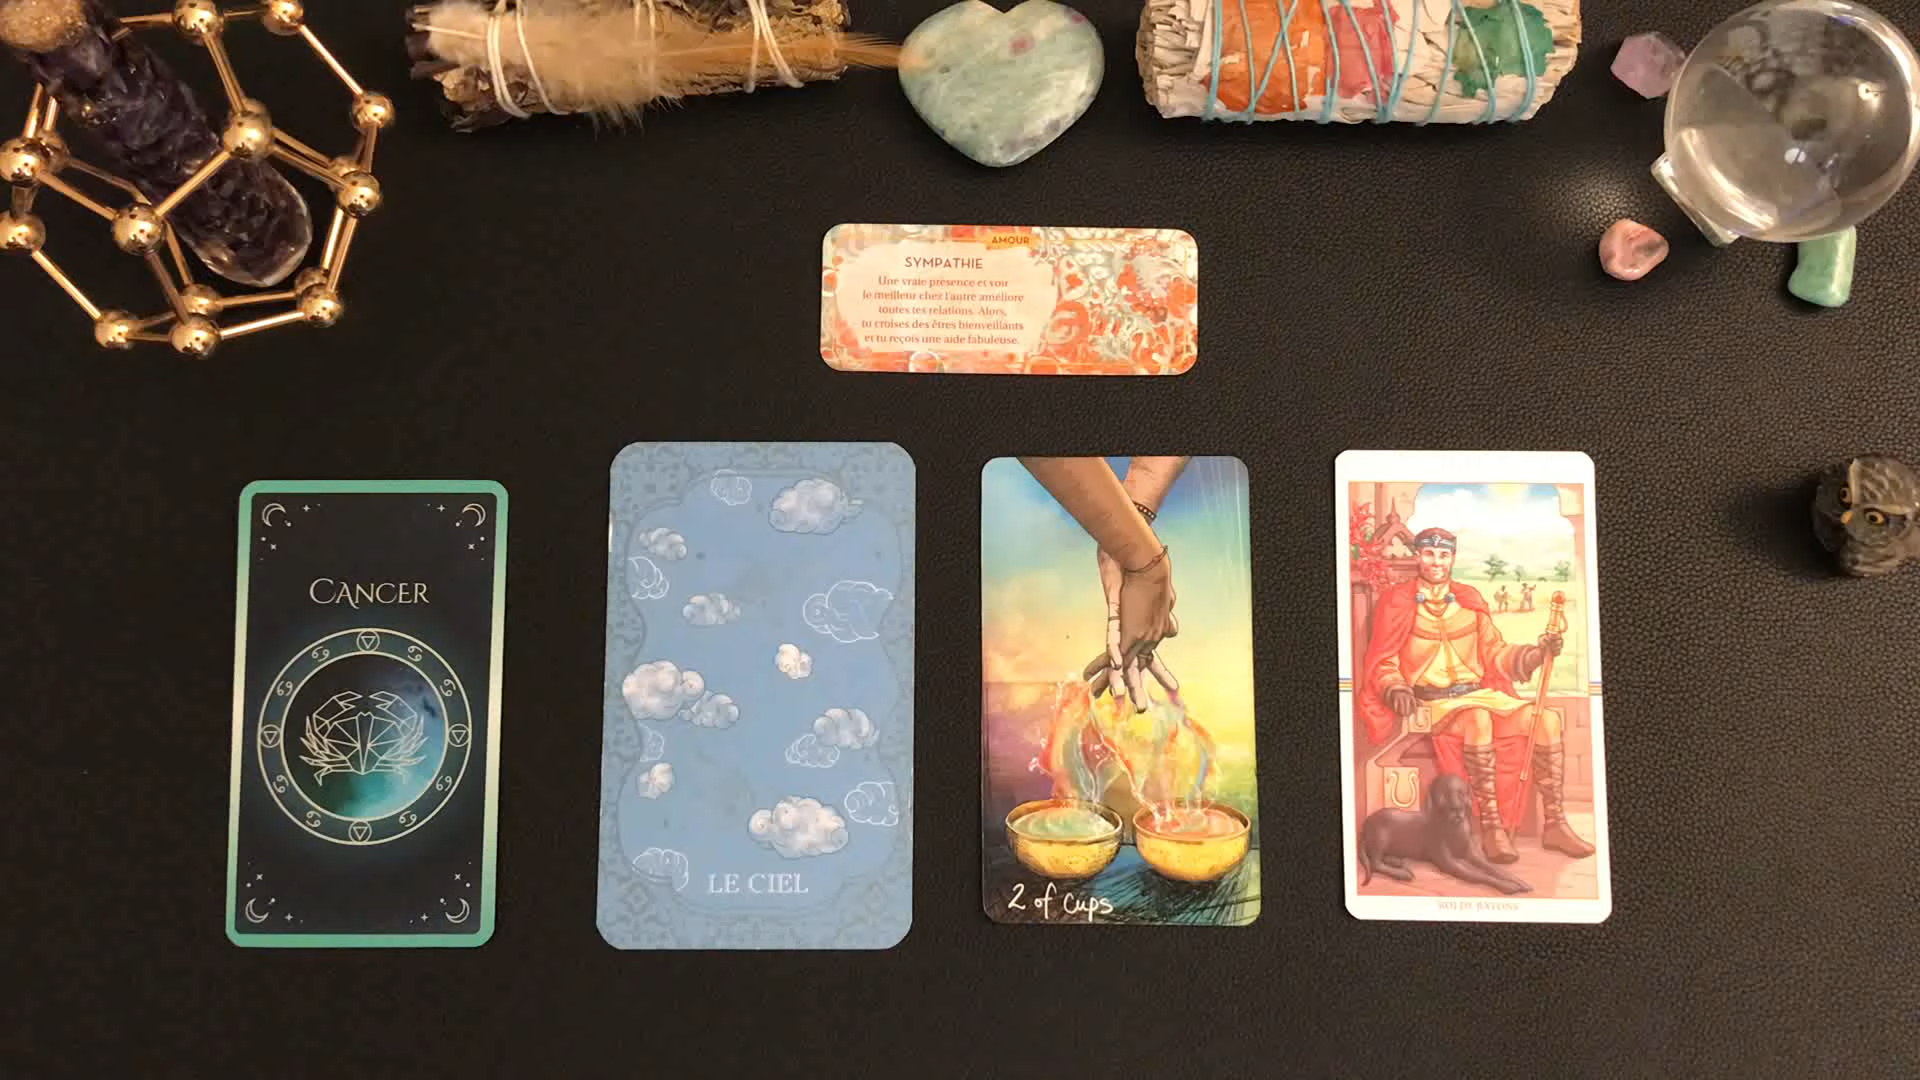 AMOUR
SYMPATHIE
Une vraie présence et voir
le meilleur chez l'autre améliore
toutes tes relations. Alors,
tu croises des êtres bienveillants
et tu reçois une aide fabuleuse.
CANCER
LE CIEL
2 of cups
ROI DE BATONS